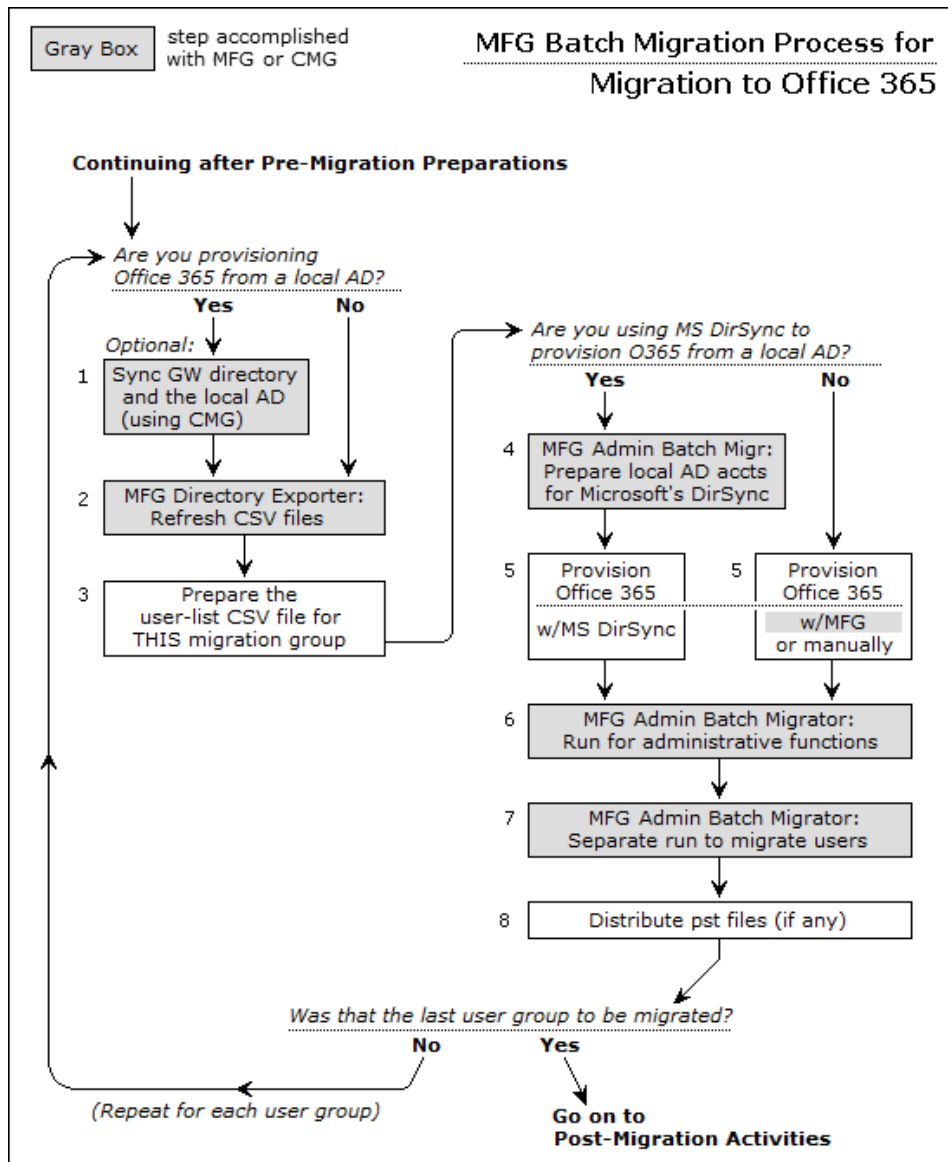 Gray Box
step accomplished
with MFG or CMG
MFG Batch Migration Process for
Migration to Office 365
Continuing after Pre-Migration Preparations
Are you provisioning
Office 365 from a local AD?
Yes
No
Optional:
1
Sync GW directory
and the local AD
(using CMG)
2
MFG Directory Exporter:
Refresh CSV files
3
Prepare the
user-list CSV file for
THIS migration group
Are you using MS DirSync to
provision O365 from a local AD?
Yes
No
4
MFG Admin Batch Migr:
Prepare local AD accts
for Microsoft's DirSync
5
Provision
Office 365
w/MS DirSync
5
Provision
Office 365
w/MFG
or manually
6
MFG Admin Batch Migrator:
Run for administrative functions
7
MFG Admin Batch Migrator:
Separate run to migrate users
8
Distribute pst files (if any)
Was that the last user group to be migrated?
No
Yes
(Repeat for each user group)
Go on to
Post-Migration Activities